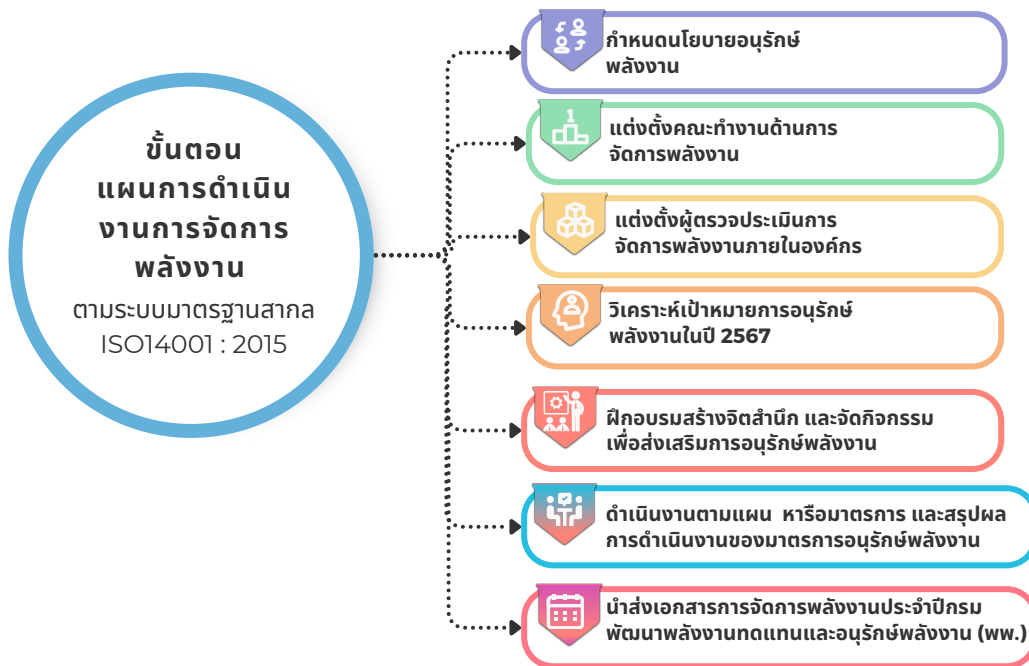 ขั้นตอน
แผนการดำเนิน
งานการจัดการ
พลังงาน
ตามระบบมาตรฐานสากล
ISO14001 : 2015
กำหนดนโยบายอนุรักษ์
พลังงาน
1
แต่งตั้งคณะทำงานด้านการ
จัดการพลังงาน
แต่งตั้งผู้ตรวจประเมินการ
จัดการพลังงานภายในองค์กร
วิเคราะห์เป้าหมายการอนุรักษ์
พลังงานในปี 2567
ฝึกอบรมสร้างจิตสำนึก และจัดกิจกรรม
เพื่อส่งเสริมการอนุรักษ์พลังงาน
ดำเนินงานตามแผน หารือมาตรการ และสรุปผล
การดำเนินงานของมาตรการอนุรักษ์พลังงาน
นำส่งเอกสารการจัดการพลังงานประจำปีกรม
พัฒนาพลังงานทดแทนและอนุรักษ์พลังงาน (พพ.)